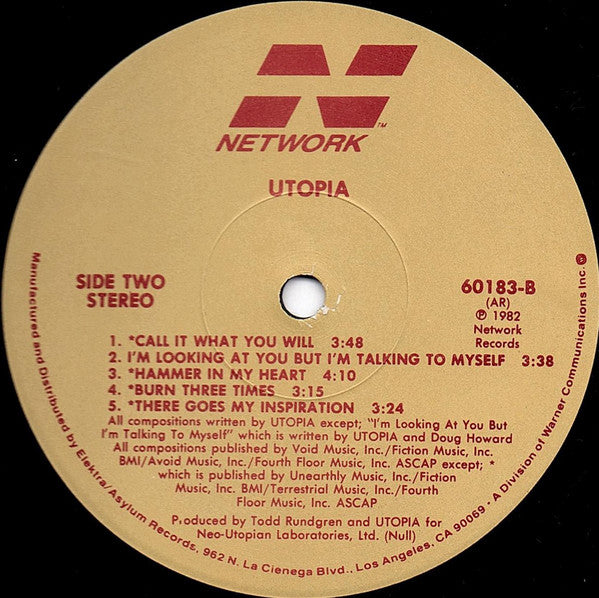 NETWORK™
UTOPIA
SIDE TWO
STEREO
60183-B
(AR)
℗ 1982
Network
Records
1. *CALL IT WHAT YOU WILL 3:48
2. I'M LOOKING AT YOU BUT I'M TALKING TO MYSELF 3:38
3. *HAMMER IN MY HEART 4:10
4. *BURN THREE TIMES 3:15
5. *THERE GOES MY INSPIRATION 3:24
All compositions written by UTOPIA except; "I'm Looking At You But
I'm Talking To Myself" which is written by UTOPIA and Doug Howard
All compositions published by Void Music, Inc./Fiction Music, Inc.
BMI/Avoid Music, Inc./Fourth Floor Music, Inc. ASCAP except; *
which is published by Unearthly Music, Inc./Fiction
Music, Inc. BMI/Terrestrial Music, Inc./Fourth
Floor Music, Inc. ASCAP
Produced by Todd Rundgren and UTOPIA for
Neo-Utopian Laboratories, Ltd. (Null)
Manufactured and Distributed by Elektra/Asylum Records, 962 N. La Cienega Blvd., Los Angeles, CA 90069 - A Division of Warner Communications Inc.